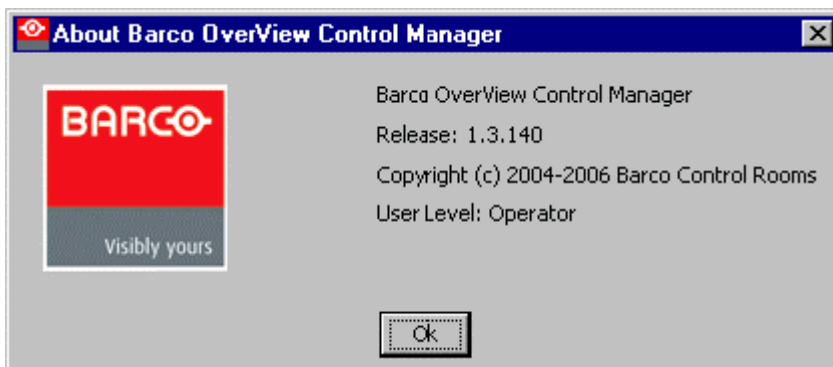 About Barco OverView Control Manager
BARCO
Visibly yours
Barco OverView Control Manager
Release: 1.3.140
Copyright (c) 2004-2006 Barco Control Rooms
User Level: Operator
Ok